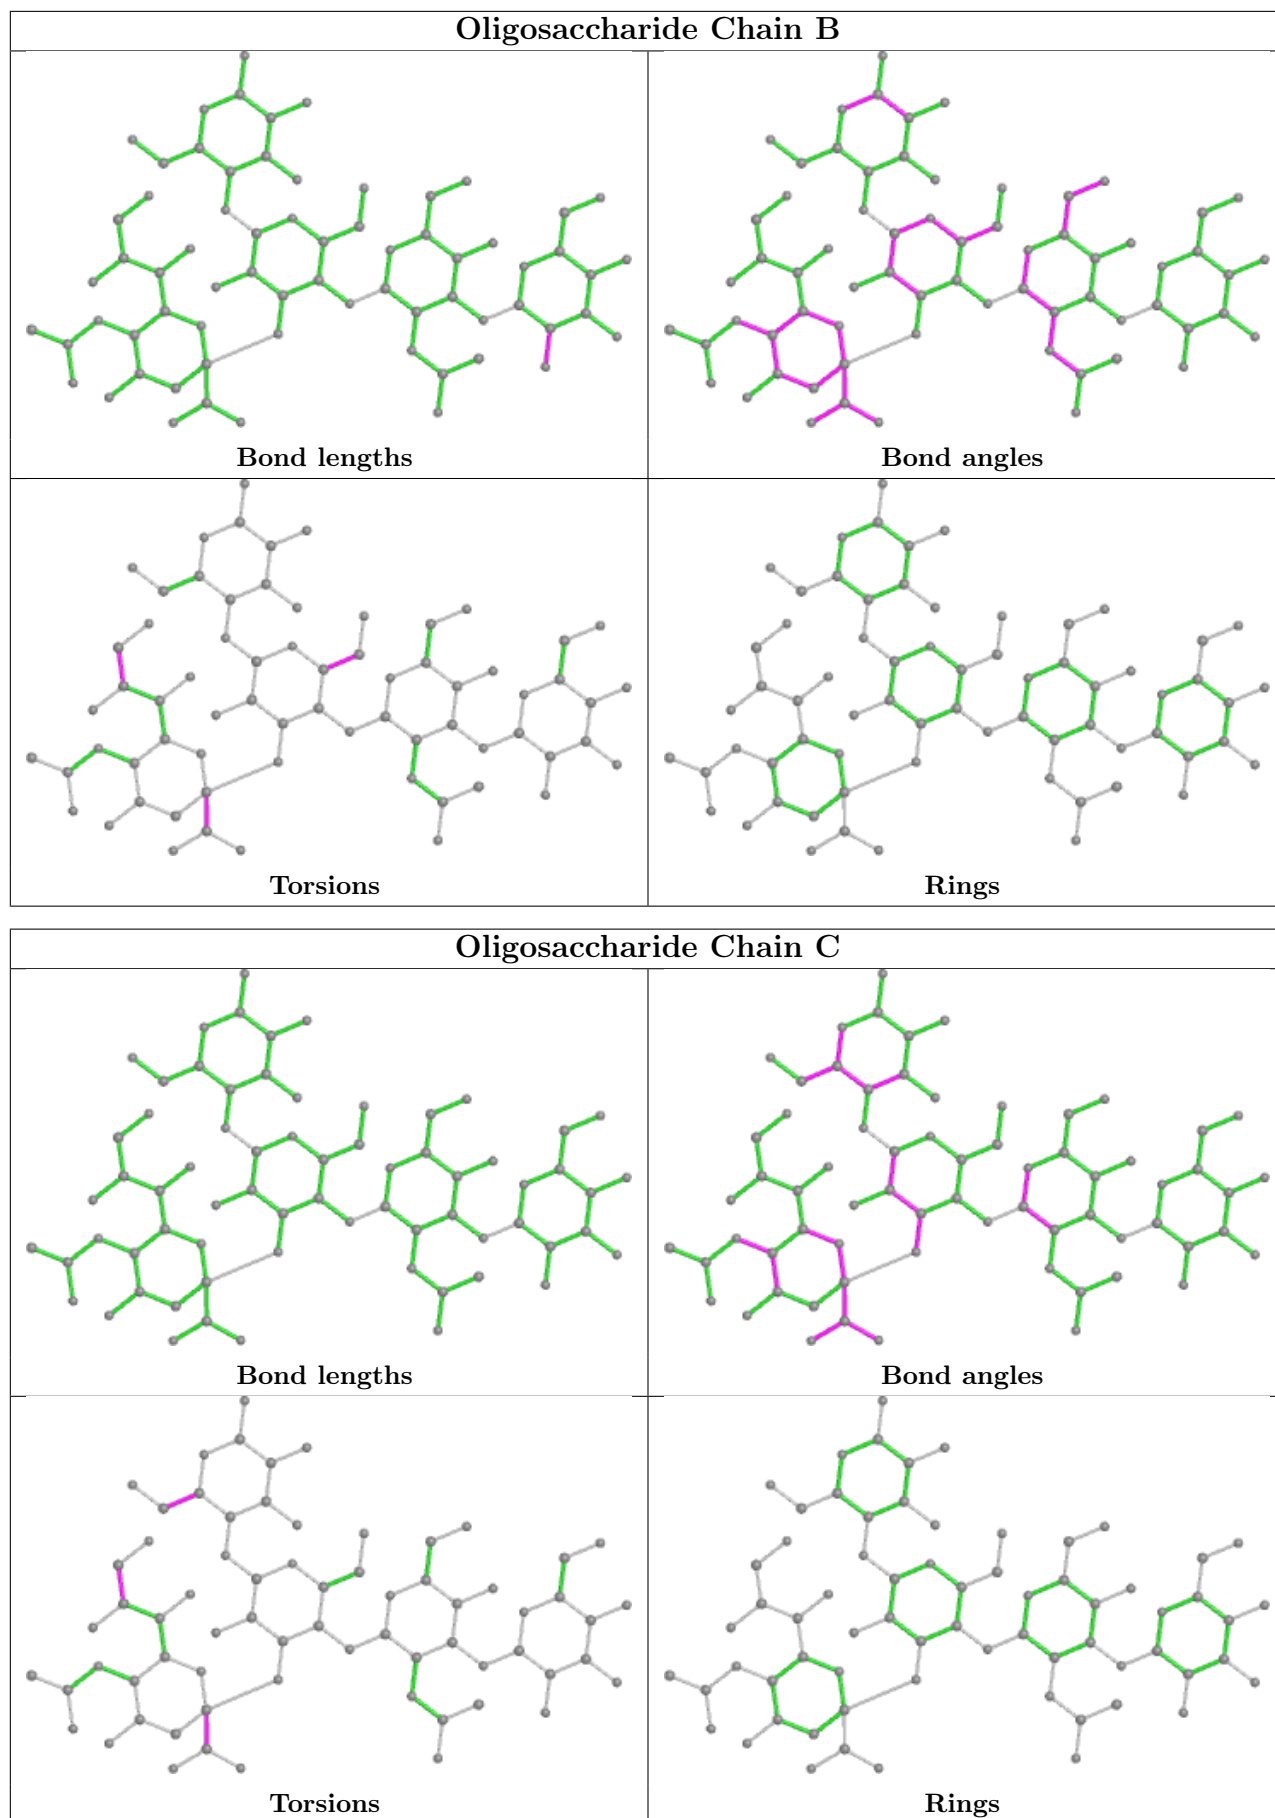 Oligosaccharide Chain B
Bond lengths
Bond angles
Torsions
Rings
Oligosaccharide Chain C
Bond lengths
Bond angles
Torsions
Rings